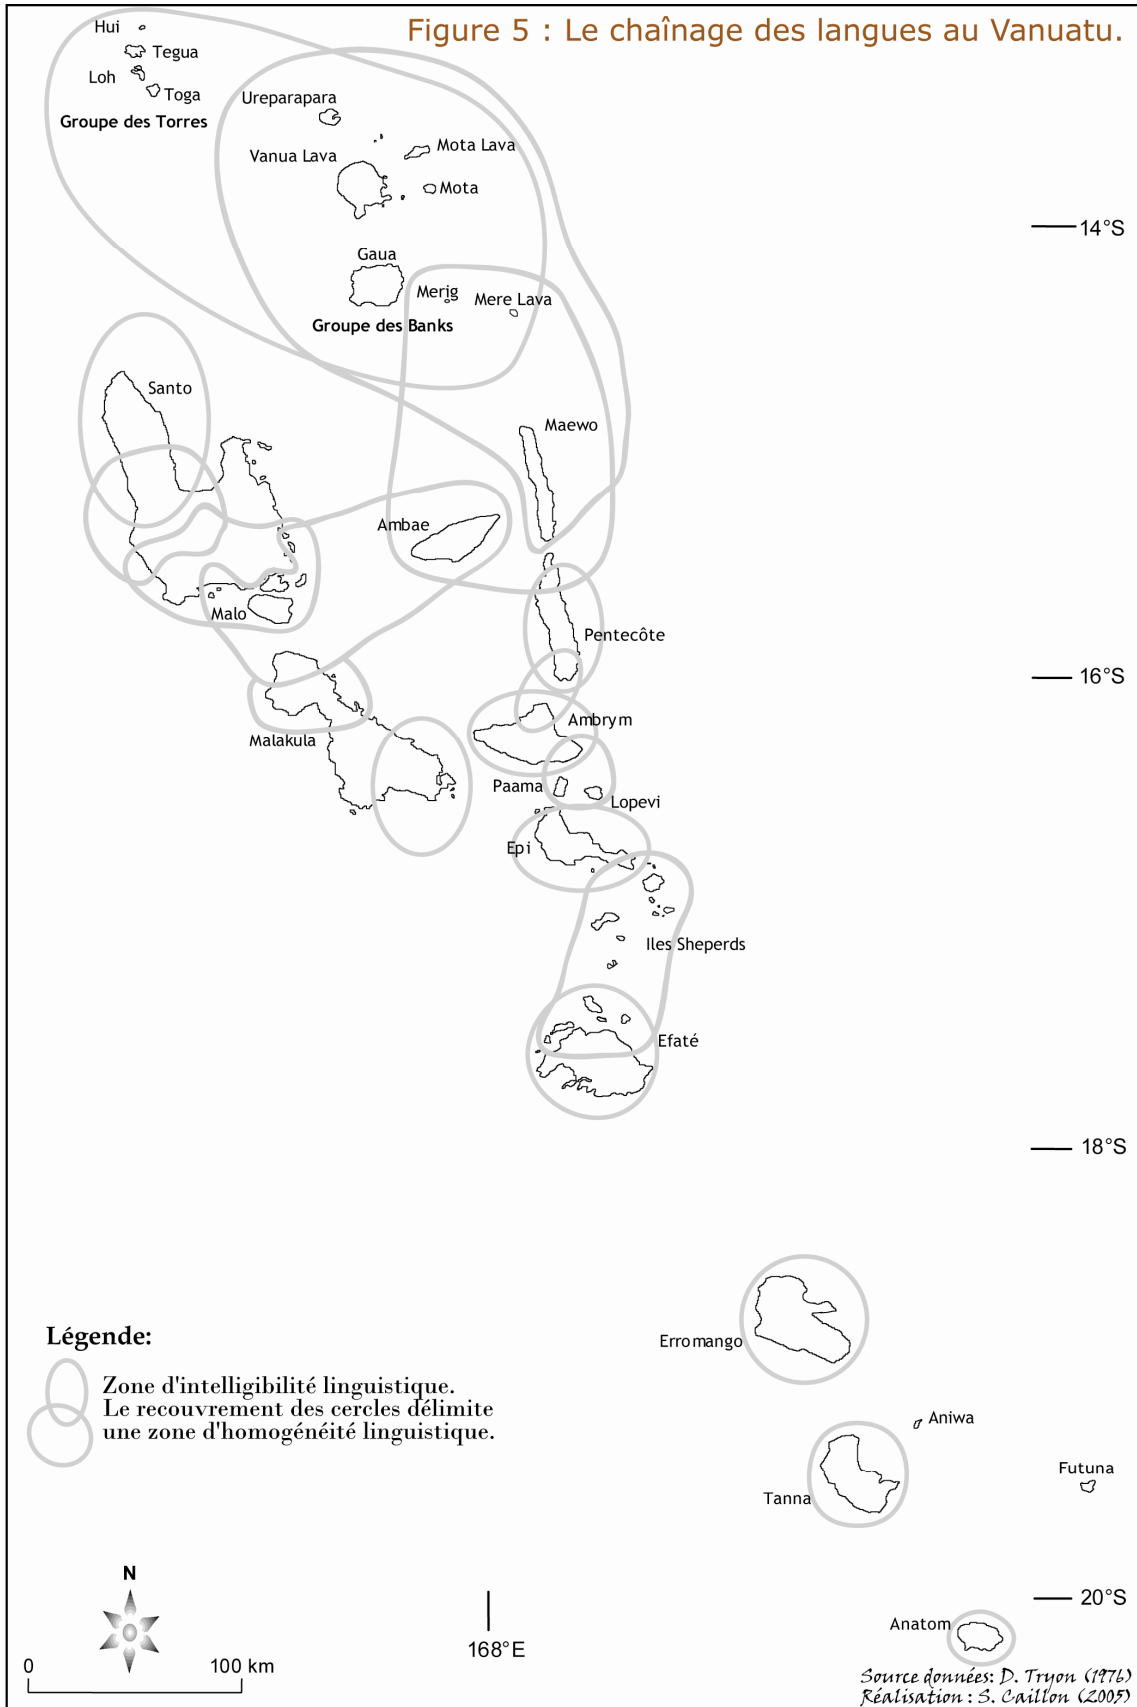 Figure 5 : Le chaînage des langues au Vanuatu.
Hui
Tegua
Loh
Toga
Groupe des Torres
Ureparapara
Mota Lava
Vanua Lava
Mota
14°S
Gaua
Merig
Mere Lava
Groupe des Banks
Santo
Maewo
Ambae
Malo
Pentecôte
16°S
Ambrym
Malakula
Paama
Lopevi
Epi
Iles Sheperds
Efaté
18°S
Erromango
Légende:
Zone d'intelligibilité linguistique.
Le recouvrement des cercles délimite
une zone d'homogénéité linguistique.
Aniwa
Futuna
Tanna
N
20°S
Anatom
168°E
0 100 km
Source données: D. Tryon (1976)
Réalisation : S. Caillon (2005)